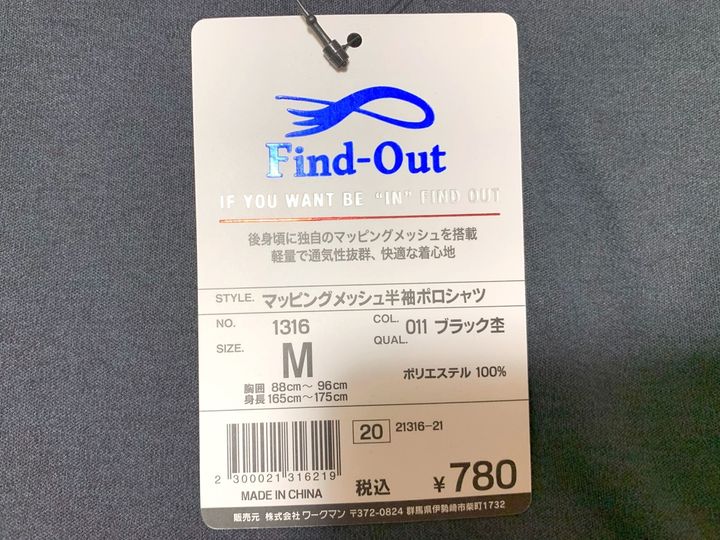 Find-Out
IF YOU WANT BE “IN” FIND OUT
後身頃に独自のマッピングメッシュを搭載
軽量で通気性抜群、快適な着心地
STYLE. マッピングメッシュ半袖ポロシャツ
NO. 1316
COL. 011 ブラック杢
SIZE. M
QUAL.
ポリエステル 100%
胸囲 88cm～ 96cm
身長 165cm～175cm
20 21316-21
2 300021 316219
MADE IN CHINA
税込 ¥780
販売元 株式会社 ワークマン 〒372-0824 群馬県伊勢崎市柴町1732